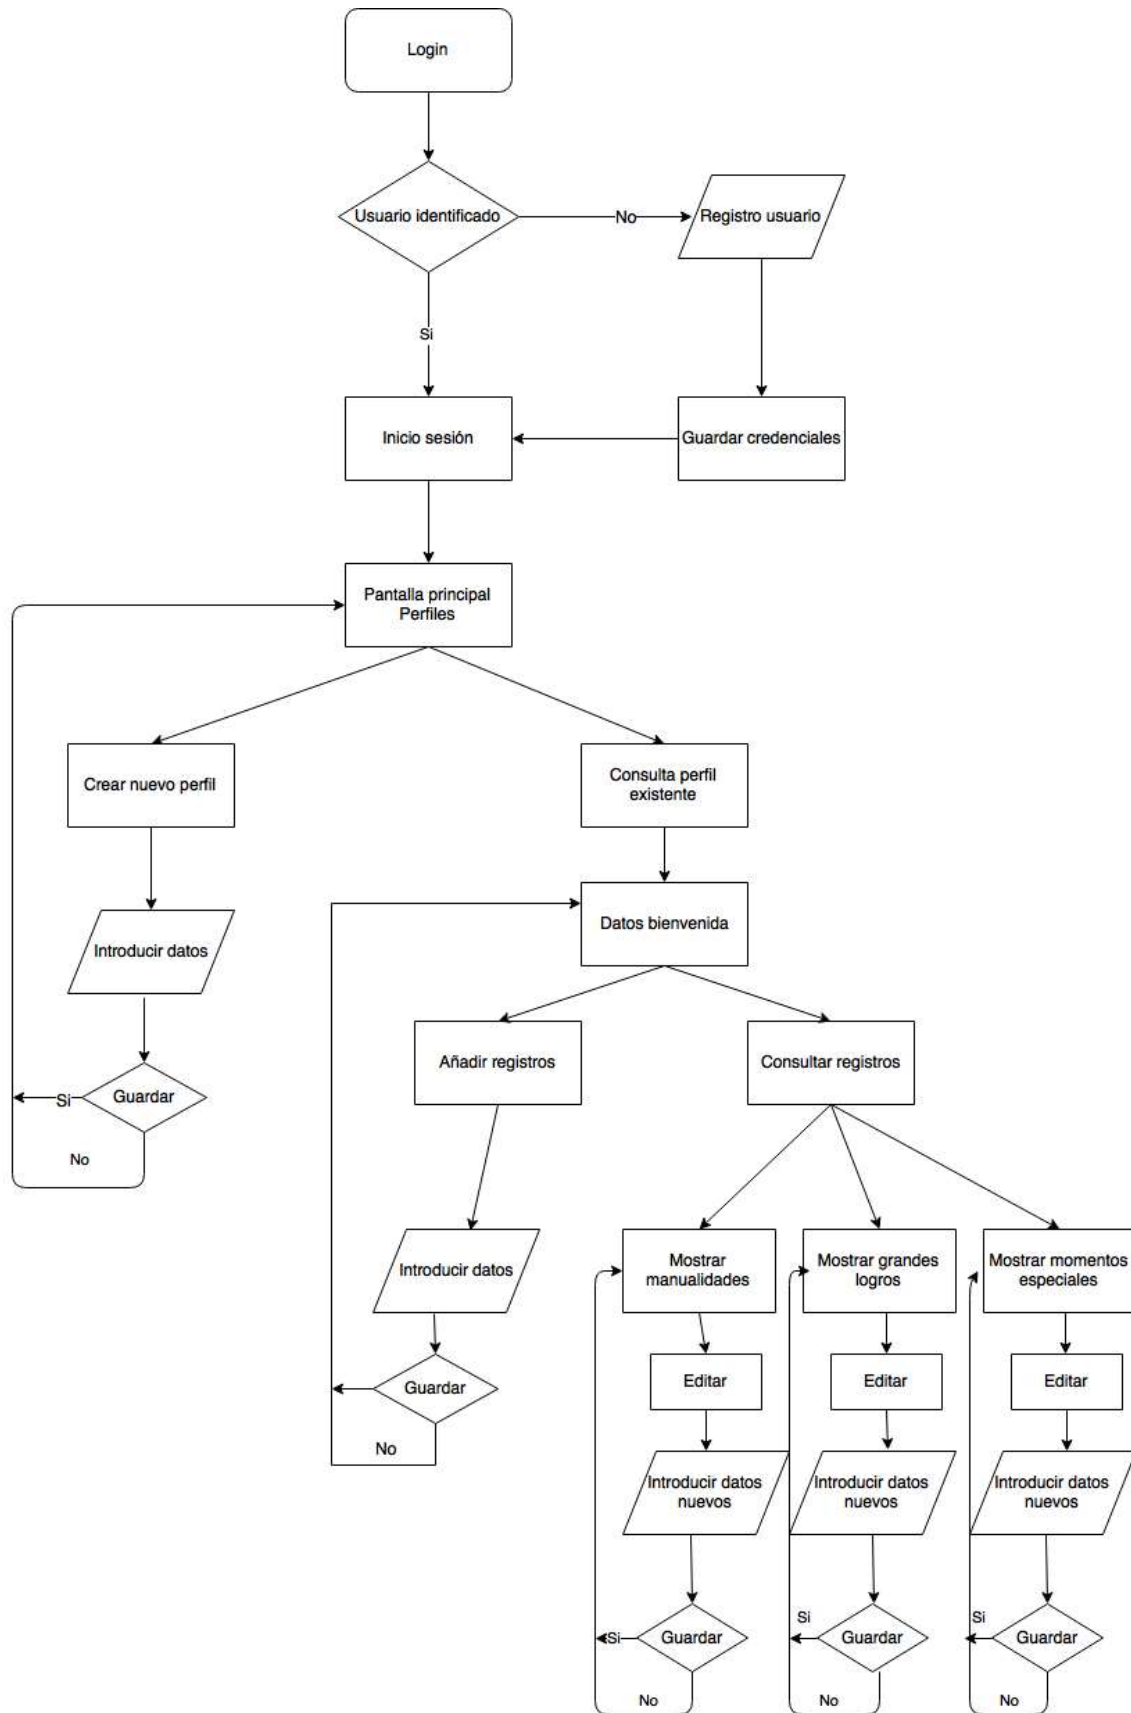 Login
Usuario identificado
No
Registro usuario
Si
Inicio sesión
Guardar credenciales
Pantalla principal
Perfiles
Crear nuevo perfil
Consulta perfil
existente
Datos bienvenida
Introducir datos
Añadir registros
Consultar registros
Si
Guardar
No
Introducir datos
Guardar
No
Mostrar
manualidades
Mostrar grandes
logros
Mostrar momentos
especiales
Editar
Editar
Editar
Introducir datos
nuevos
Introducir datos
nuevos
Introducir datos
nuevos
Si
Guardar
No
Si
Guardar
No
Si
Guardar
No